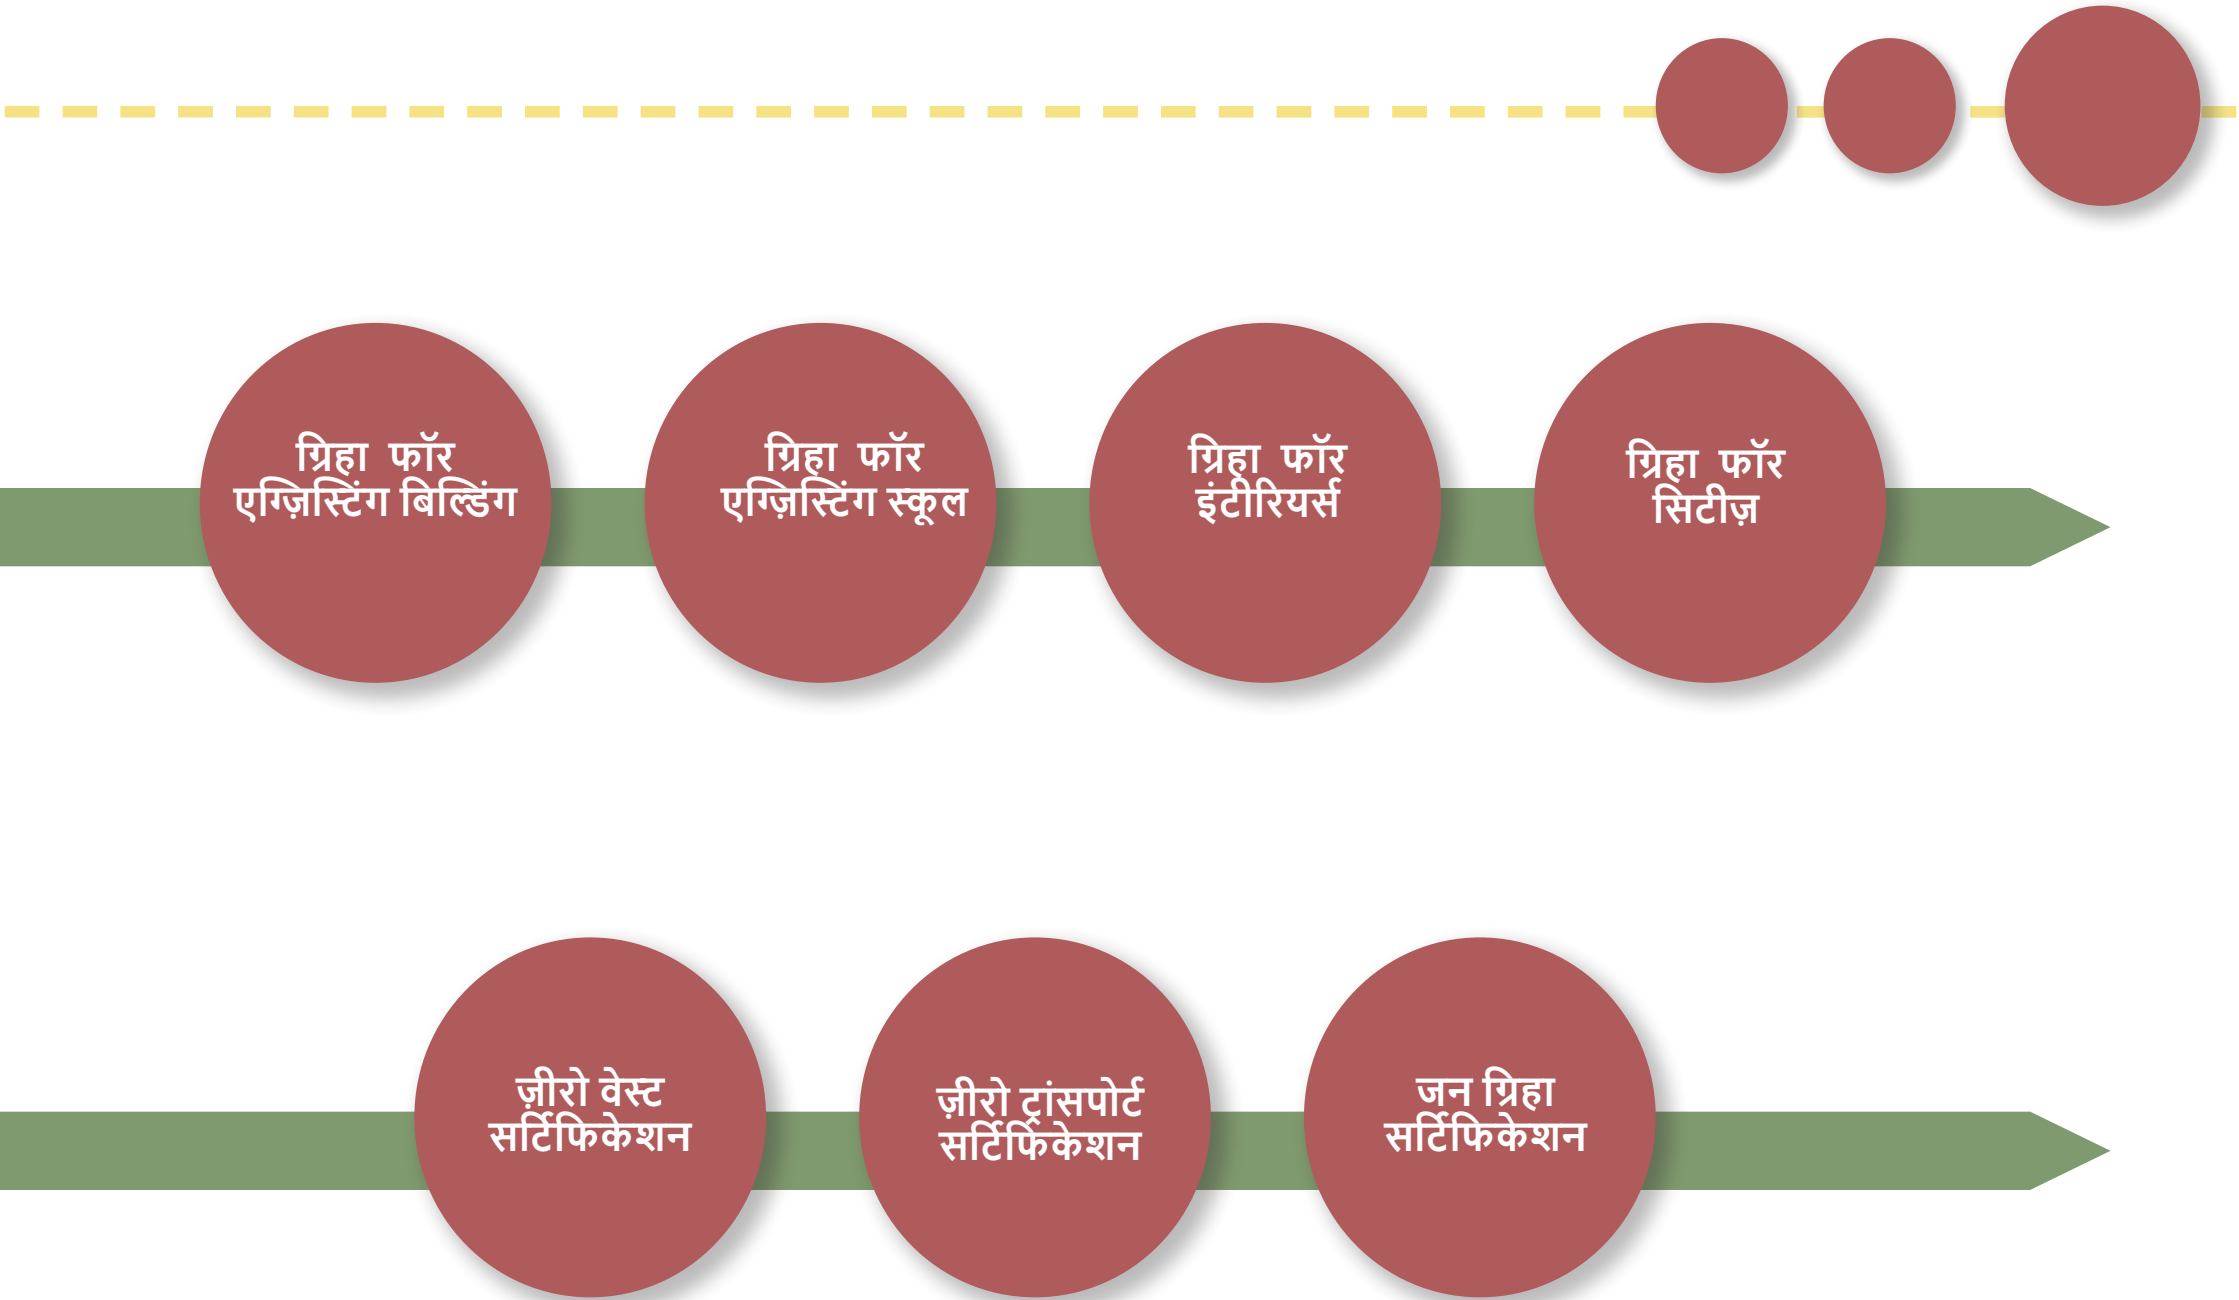 ग्रिहा फॉर
एग्ज़िस्टिंग बिल्डिंग
ग्रिहा फॉर
एग्ज़िस्टिंग स्कूल
ग्रिहा फॉर
इंटीरियर्स
ग्रिहा फॉर
सिटीज़
ज़ीरो वेस्ट
सर्टिफिकेशन
ज़ीरो ट्रांसपोर्ट
सर्टिफिकेशन
जन ग्रिहा
सर्टिफिकेशन